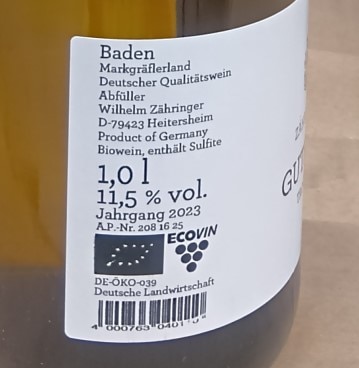 Baden
Markgräflerland
Deutscher Qualitätswein
Abfüller
Wilhelm Zähringer
D-79423 Heitersheim
Product of Germany
Biowein, enthält Sulfite
1,0 l
11,5 % vol.
Jahrgang 2023
A.P.-Nr. 208 16 25
ECOVIN
DE-ÖKO-039
Deutsche Landwirtschaft
GUT